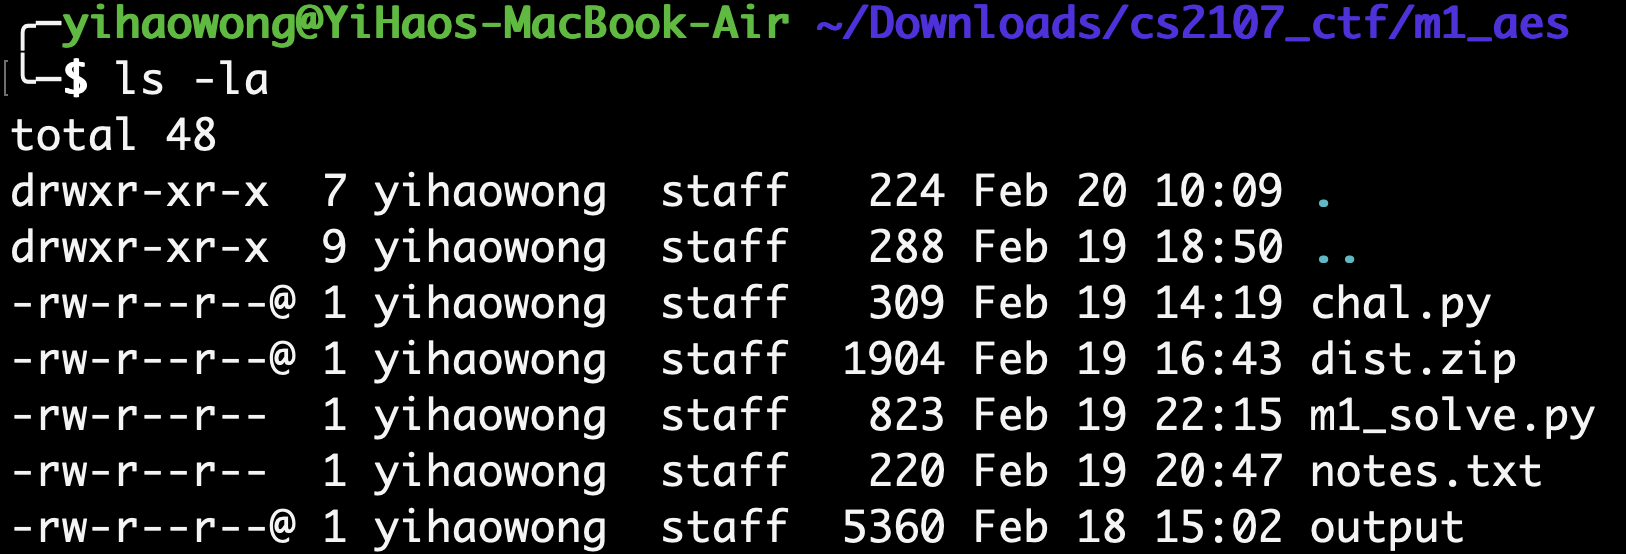 ╭─yihaowong@YiHaos-MacBook-Air ~/Downloads/cs2107_ctf/m1_aes
╰─$ ls -la
total 48
drwxr-xr-x  7 yihaowong  staff   224 Feb 20 10:09 .
drwxr-xr-x  9 yihaowong  staff   288 Feb 19 18:50 ..
-rw-r--r--@ 1 yihaowong  staff   309 Feb 19 14:19 chal.py
-rw-r--r--@ 1 yihaowong  staff  1904 Feb 19 16:43 dist.zip
-rw-r--r--  1 yihaowong  staff   823 Feb 19 22:15 m1_solve.py
-rw-r--r--  1 yihaowong  staff   220 Feb 19 20:47 notes.txt
-rw-r--r--@ 1 yihaowong  staff  5360 Feb 18 15:02 output